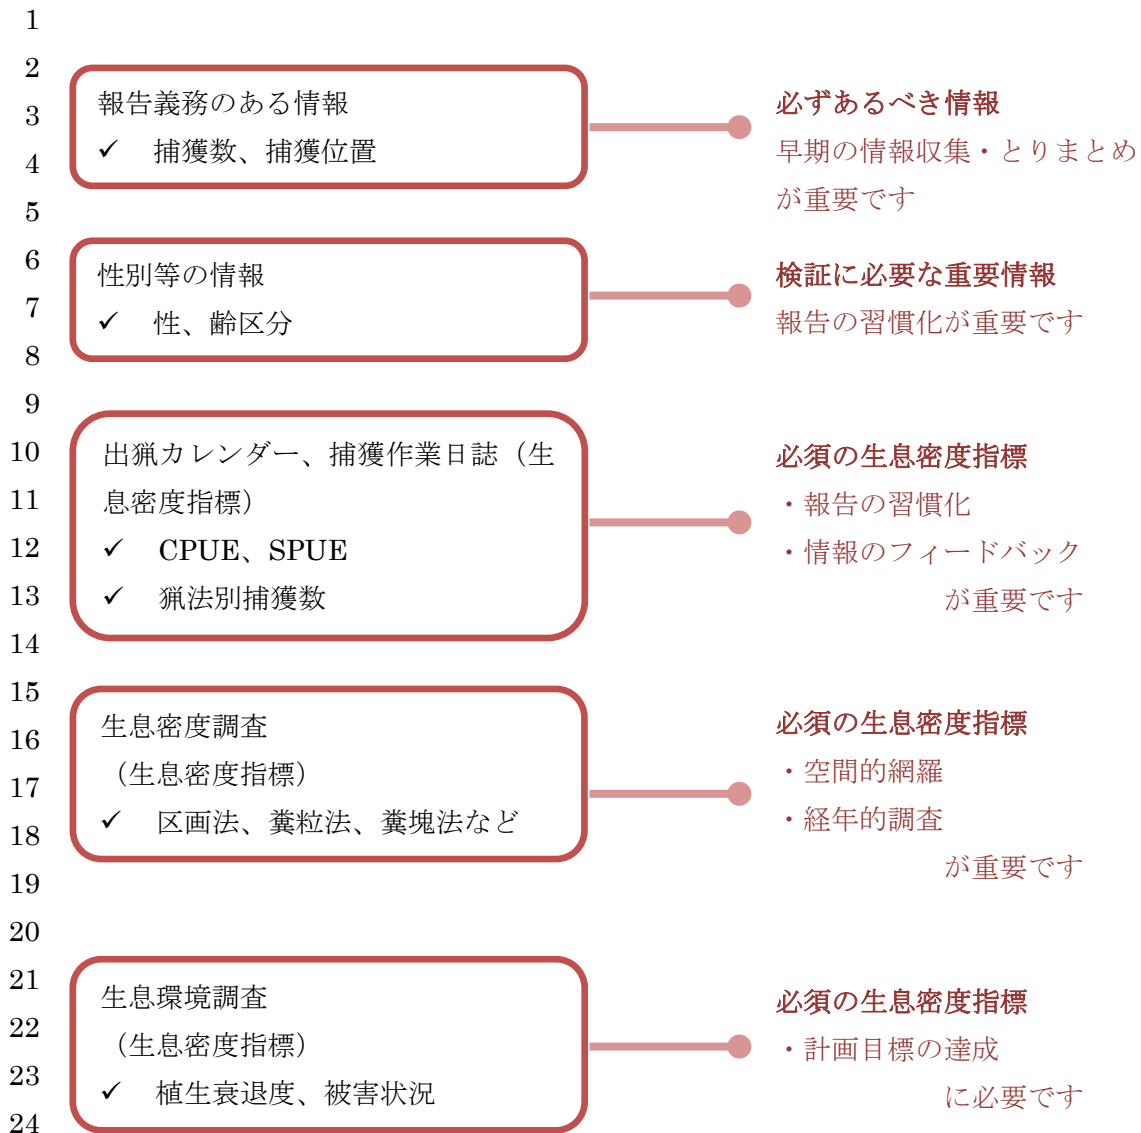 1
2
3
4
5
6
7
8
9
10
11
12
13
14
15
16
17
18
19
20
21
22
23
24
報告義務のある情報
✓ 捕獲数、捕獲位置
必ずあるべき情報
早期の情報収集・とりまとめ
が重要です
性別等の情報
✓ 性、齢区分
検証に必要な重要情報
報告の習慣化が重要です
出猟カレンダー、捕獲作業日誌（生
息密度指標）
✓ CPUE、SPUE
✓ 猟法別捕獲数
必須の生息密度指標
・報告の習慣化
・情報のフィードバック
が重要です
生息密度調査
（生息密度指標）
✓ 区画法、糞粒法、糞塊法など
必須の生息密度指標
・空間的網羅
・経年的調査
が重要です
生息環境調査
（生息密度指標）
✓ 植生衰退度、被害状況
必須の生息密度指標
・計画目標の達成
に必要です